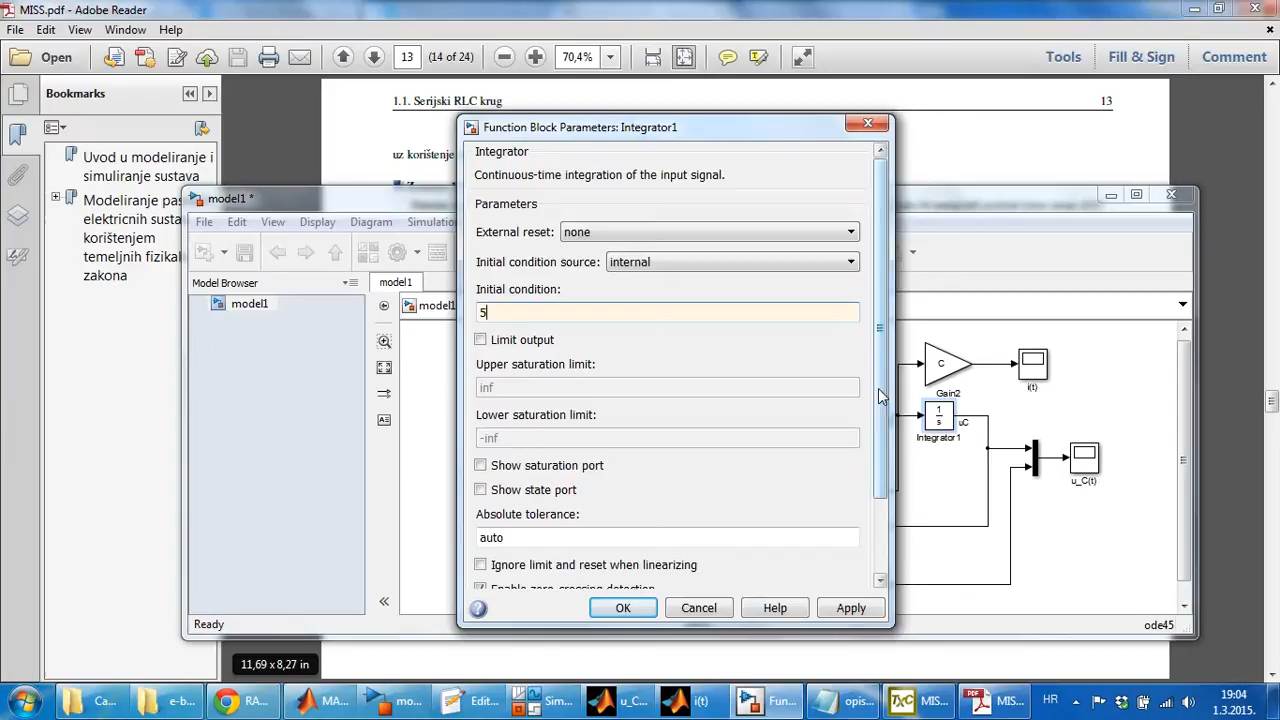 MISS.pdf - Adobe Reader
File Edit View Window Help
Open 13 (14 of 24) 70,4% Tools Fill & Sign Comment
Bookmarks
Uvod u modeliranje i
simuliranje sustava
Modeliranje pas
elektricnih susta
korištenjem
temeljnih fizikal
zakona
1.1. Serijski RLC krug 13
uz korištenje
model1 *
File Edit View Display Diagram Simulatio
Model Browser model1
model1
model1
Function Block Parameters: Integrator1
Integrator
Continuous-time integration of the input signal.
Parameters
External reset: none
Initial condition source: internal
Initial condition:
5
Limit output
Upper saturation limit:
inf
Lower saturation limit:
-inf
Show saturation port
Show state port
Absolute tolerance:
auto
Ignore limit and reset when linearizing
Enable zero-crossing detection
OK Cancel Help Apply
C
i(t)
Gain2
1
s
uC
Integrator1
u_C(t)
Ready ode45
11,69 x 8,27 in
Ca... e-b... RA... MA... mo... Edit... Sim... u_C... i(t) Fun... opis... MIS... MIS... HR 19:04
1.3.2015.